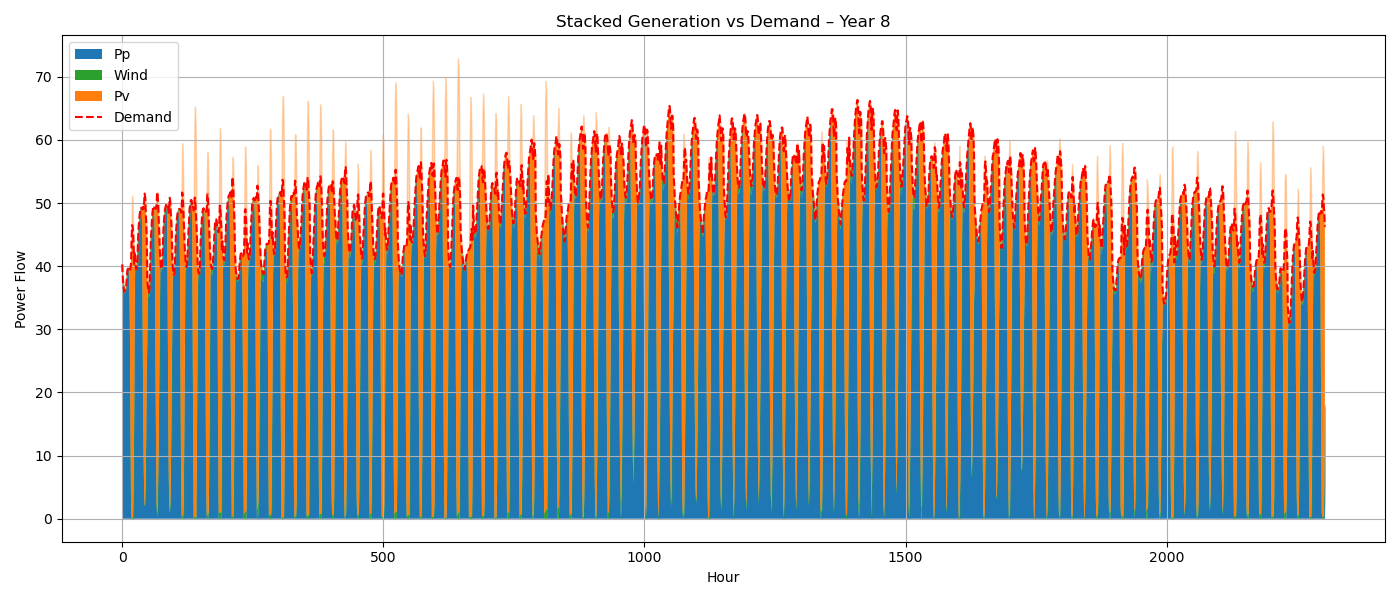 Stacked Generation vs Demand – Year 8
Pp
Wind
Pv
Demand
Power Flow
70
60
50
40
30
20
10
0
0 500 1000 1500 2000
Hour